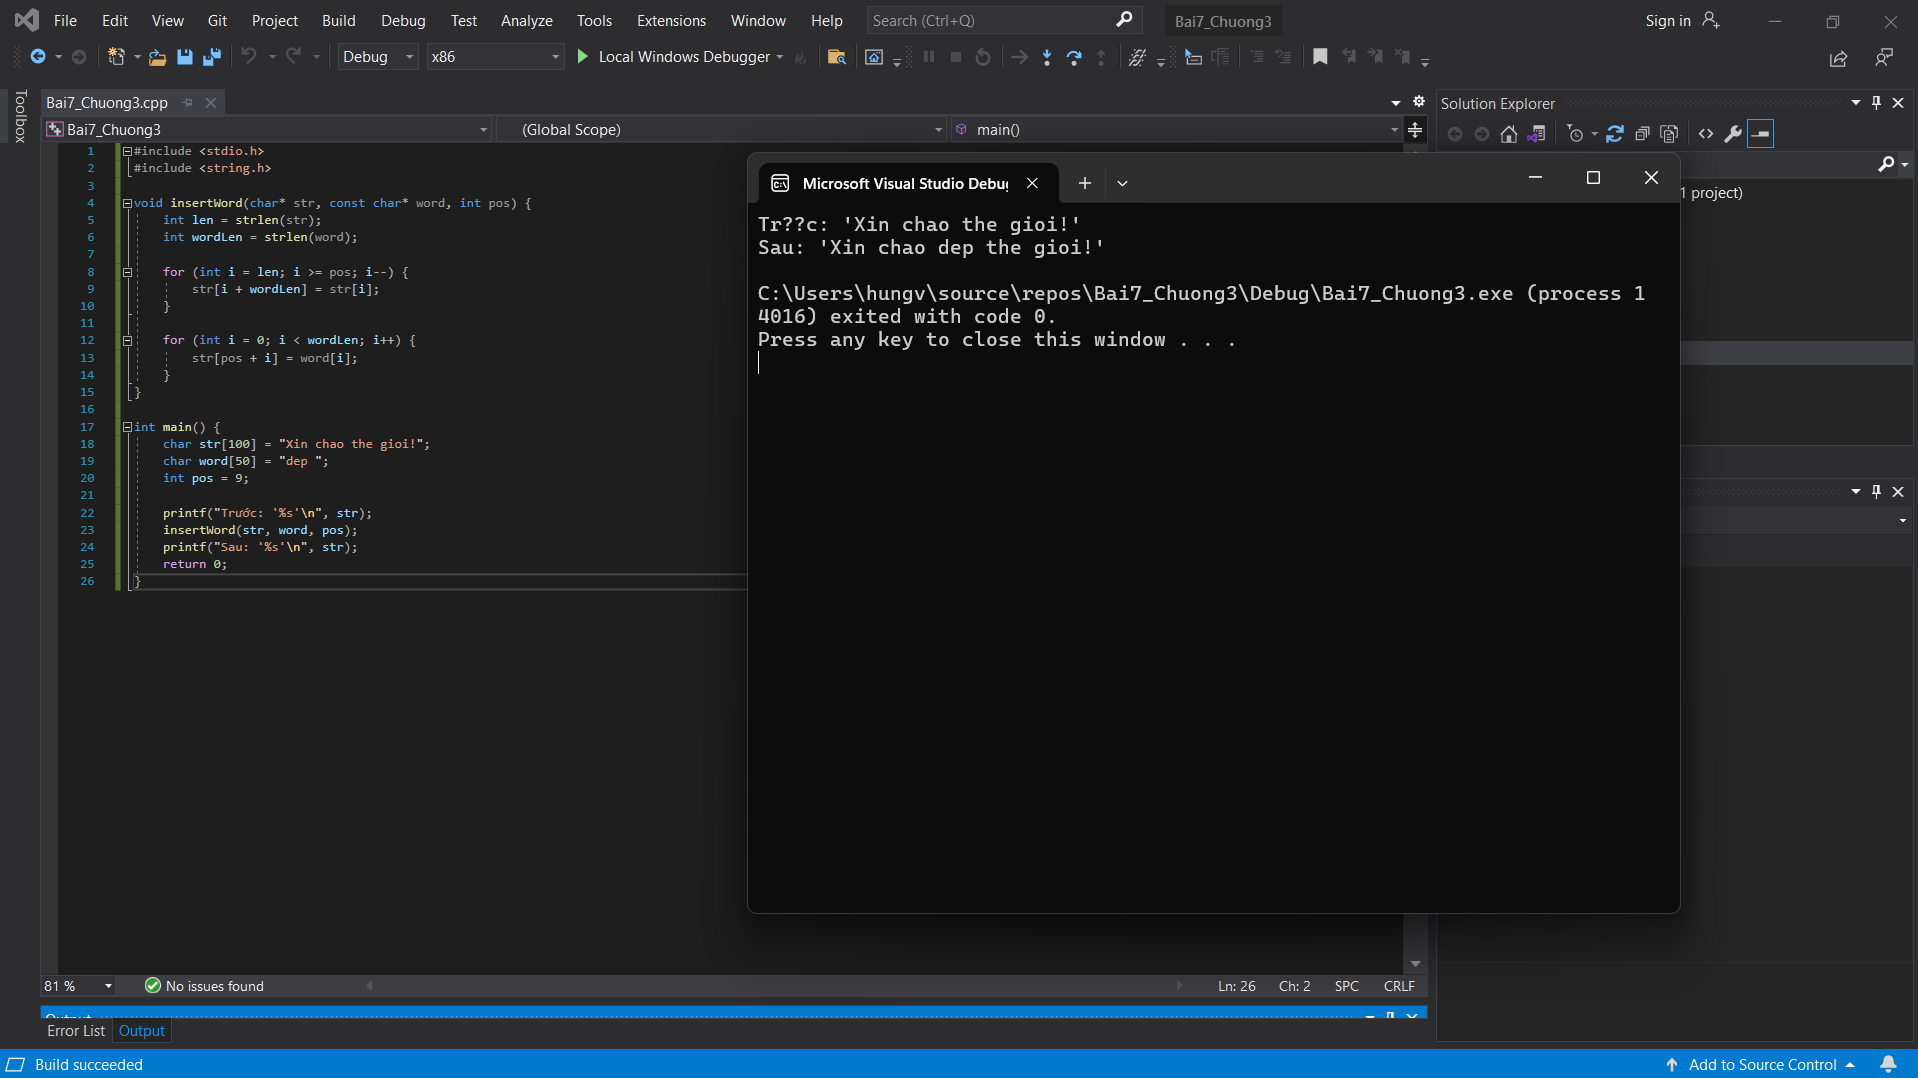 File Edit View Git Project Build Debug Test Analyze Tools Extensions Window Help Search (Ctrl+Q) Bai7_Chuong3 Sign in
Debug x86 Local Windows Debugger
Toolbox
Bai7_Chuong3.cpp
Bai7_Chuong3 (Global Scope) main()
1 #include <stdio.h>
2 #include <string.h>
3
4 void insertWord(char* str, const char* word, int pos) {
5 int len = strlen(str);
6 int wordLen = strlen(word);
7
8 for (int i = len; i >= pos; i--) {
9 str[i + wordLen] = str[i];
10 }
11
12 for (int i = 0; i < wordLen; i++) {
13 str[pos + i] = word[i];
14 }
15 }
16
17 int main() {
18 char str[100] = "Xin chao the gioi!";
19 char word[50] = "dep ";
20 int pos = 9;
21
22 printf("Trước: '%s'\n", str);
23 insertWord(str, word, pos);
24 printf("Sau: '%s'\n", str);
25 return 0;
26 }
Microsoft Visual Studio Debug
Tr??c: 'Xin chao the gioi!'
Sau: 'Xin chao dep the gioi!'
C:\Users\hungv\source\repos\Bai7_Chuong3\Debug\Bai7_Chuong3.exe (process 1
4016) exited with code 0.
Press any key to close this window . . .
Solution Explorer
1 project)
81 % No issues found Ln: 26 Ch: 2 SPC CRLF
Output
Error List Output
Build succeeded Add to Source Control